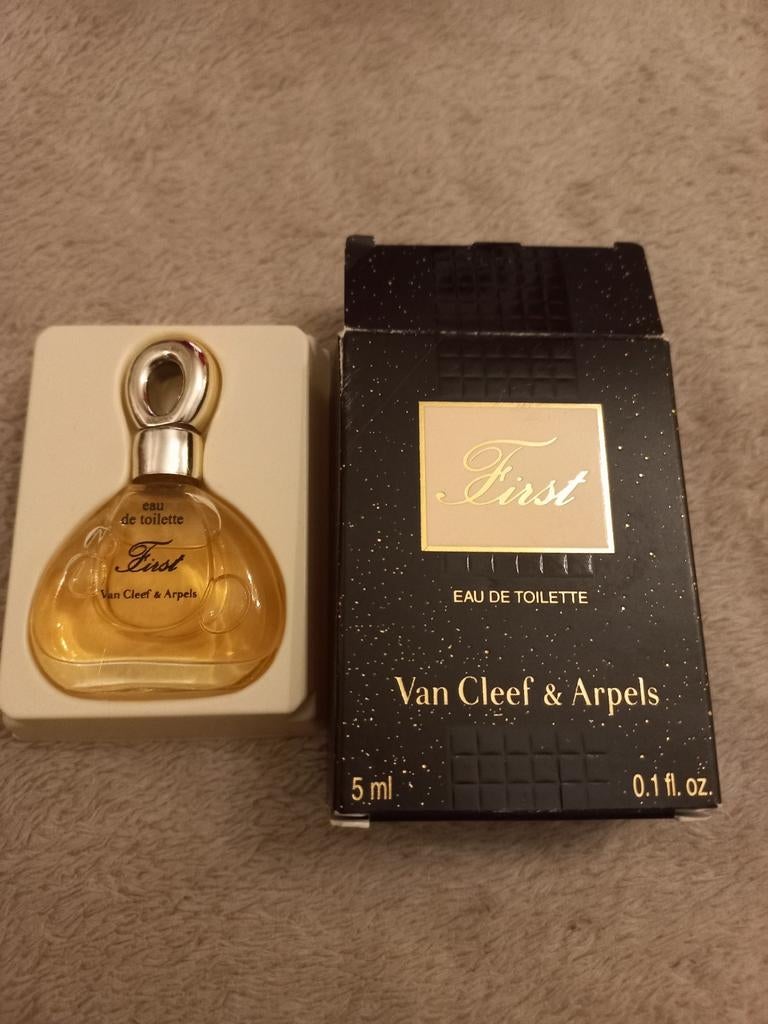 eau
de toilette
First
Van Cleef & Arpels
First
EAU DE TOILETTE
Van Cleef & Arpels
5 ml
0.1 fl. oz.